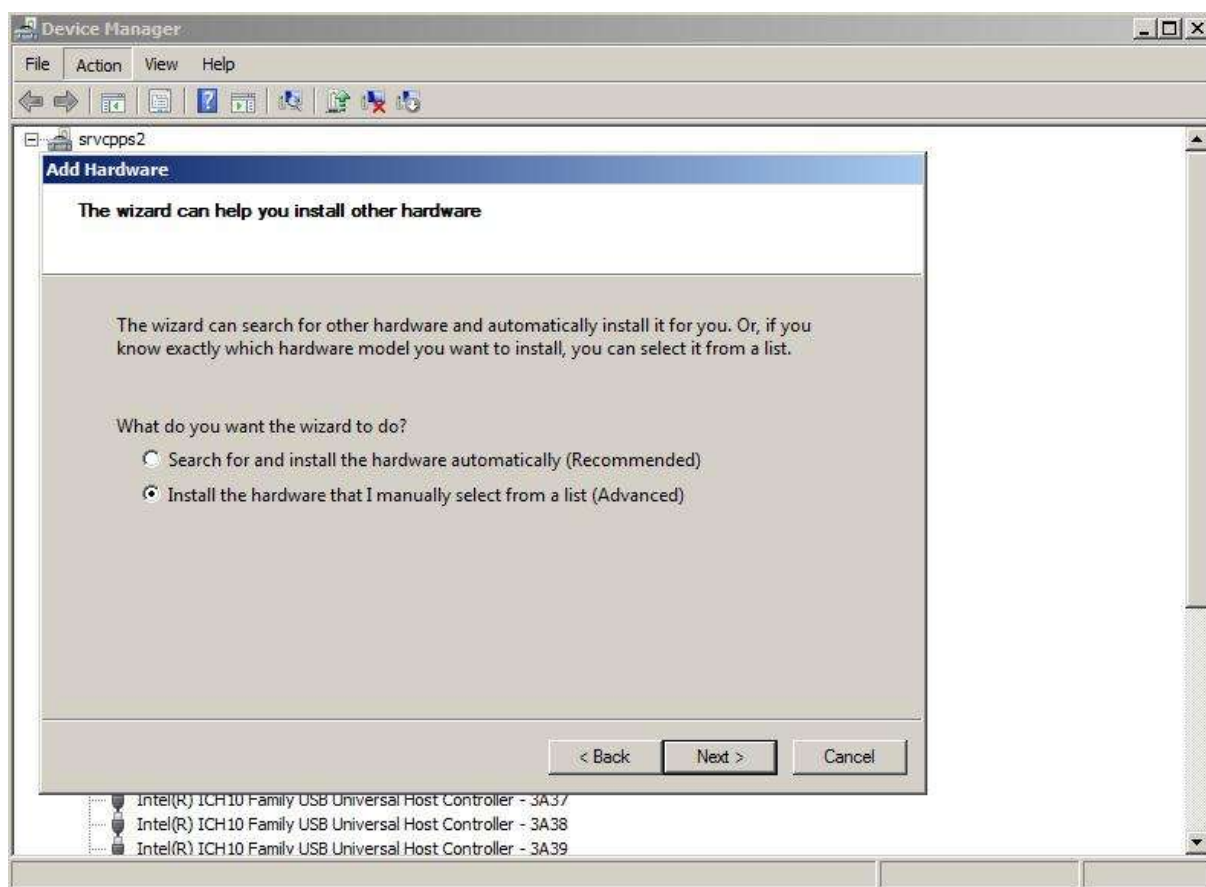 Device Manager
File Action View Help
srvcpps2
Add Hardware
The wizard can help you install other hardware
The wizard can search for other hardware and automatically install it for you. Or, if you
know exactly which hardware model you want to install, you can select it from a list.
What do you want the wizard to do?
Search for and install the hardware automatically (Recommended)
Install the hardware that I manually select from a list (Advanced)
< Back Next > Cancel
Intel(R) ICH10 Family USB Universal Host Controller - 3A37
Intel(R) ICH10 Family USB Universal Host Controller - 3A38
Intel(R) ICH10 Family USB Universal Host Controller - 3A39